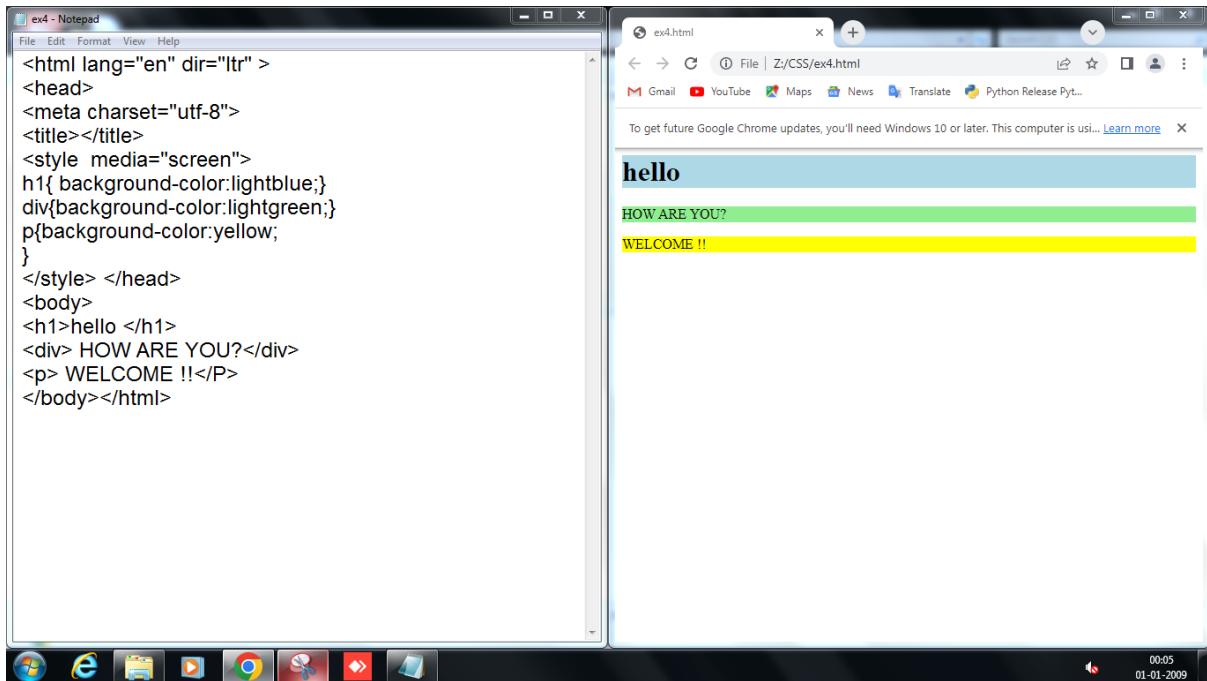 ex4 - Notepad
File Edit Format View Help
<html lang="en" dir="ltr" >
<head>
<meta charset="utf-8">
<title></title>
<style  media="screen">
h1{ background-color:lightblue;}
div{background-color:lightgreen;}
p{background-color:yellow;
}
</style> </head>
<body>
<h1>hello </h1>
<div> HOW ARE YOU?</div>
<p> WELCOME !!</P>
</body></html>
ex4.html
File | Z:/CSS/ex4.html
Gmail YouTube Maps News Translate Python Release Pyt...
To get future Google Chrome updates, you'll need Windows 10 or later. This computer is usi... Learn more
hello
HOW ARE YOU?
WELCOME !!
00:05
01-01-2009